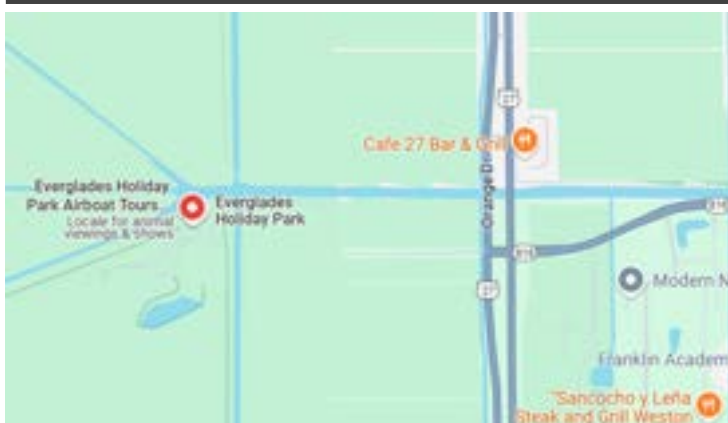 27
Cafe 27 Bar & Grill
Everglades Holiday
Park Airboat Tours
Locale for animal
viewings & shows
Everglades
Holiday Park
Orange Dr
818
818
27
Modern N
Franklin Academ
"Sancocho y Leña
Steak and Grill Weston